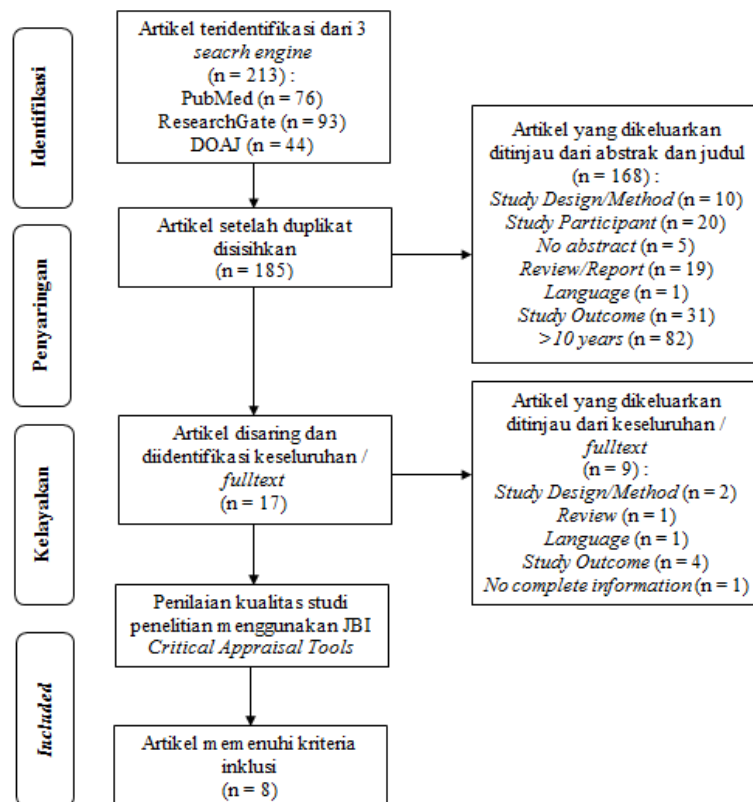 Identifikasi
Artikel teridentifikasi dari 3
seacrh engine
(n = 213) :
PubMed (n = 76)
ResearchGate (n = 93)
DOAJ (n = 44)
Penyaringan
Artikel setelah duplikat
disisihkan
(n = 185)
Artikel yang dikeluarkan
ditinjau dari abstrak dan judul
(n = 168) :
Study Design/Method (n = 10)
Study Participant (n = 20)
No abstract (n = 5)
Review/Report (n = 19)
Language (n = 1)
Study Outcome (n = 31)
>10 years (n = 82)
Kelayakan
Artikel disaring dan
diidentifikasi keseluruhan /
fulltext
(n = 17)
Artikel yang dikeluarkan
ditinjau dari keseluruhan /
fulltext
(n = 9) :
Study Design/Method (n = 2)
Review (n = 1)
Language (n = 1)
Study Outcome (n = 4)
No complete information (n = 1)
Penilaian kualitas studi
penelitian menggunakan JBI
Critical Appraisal Tools
Included
Artikel memenuhi kriteria
inklusi
(n = 8)